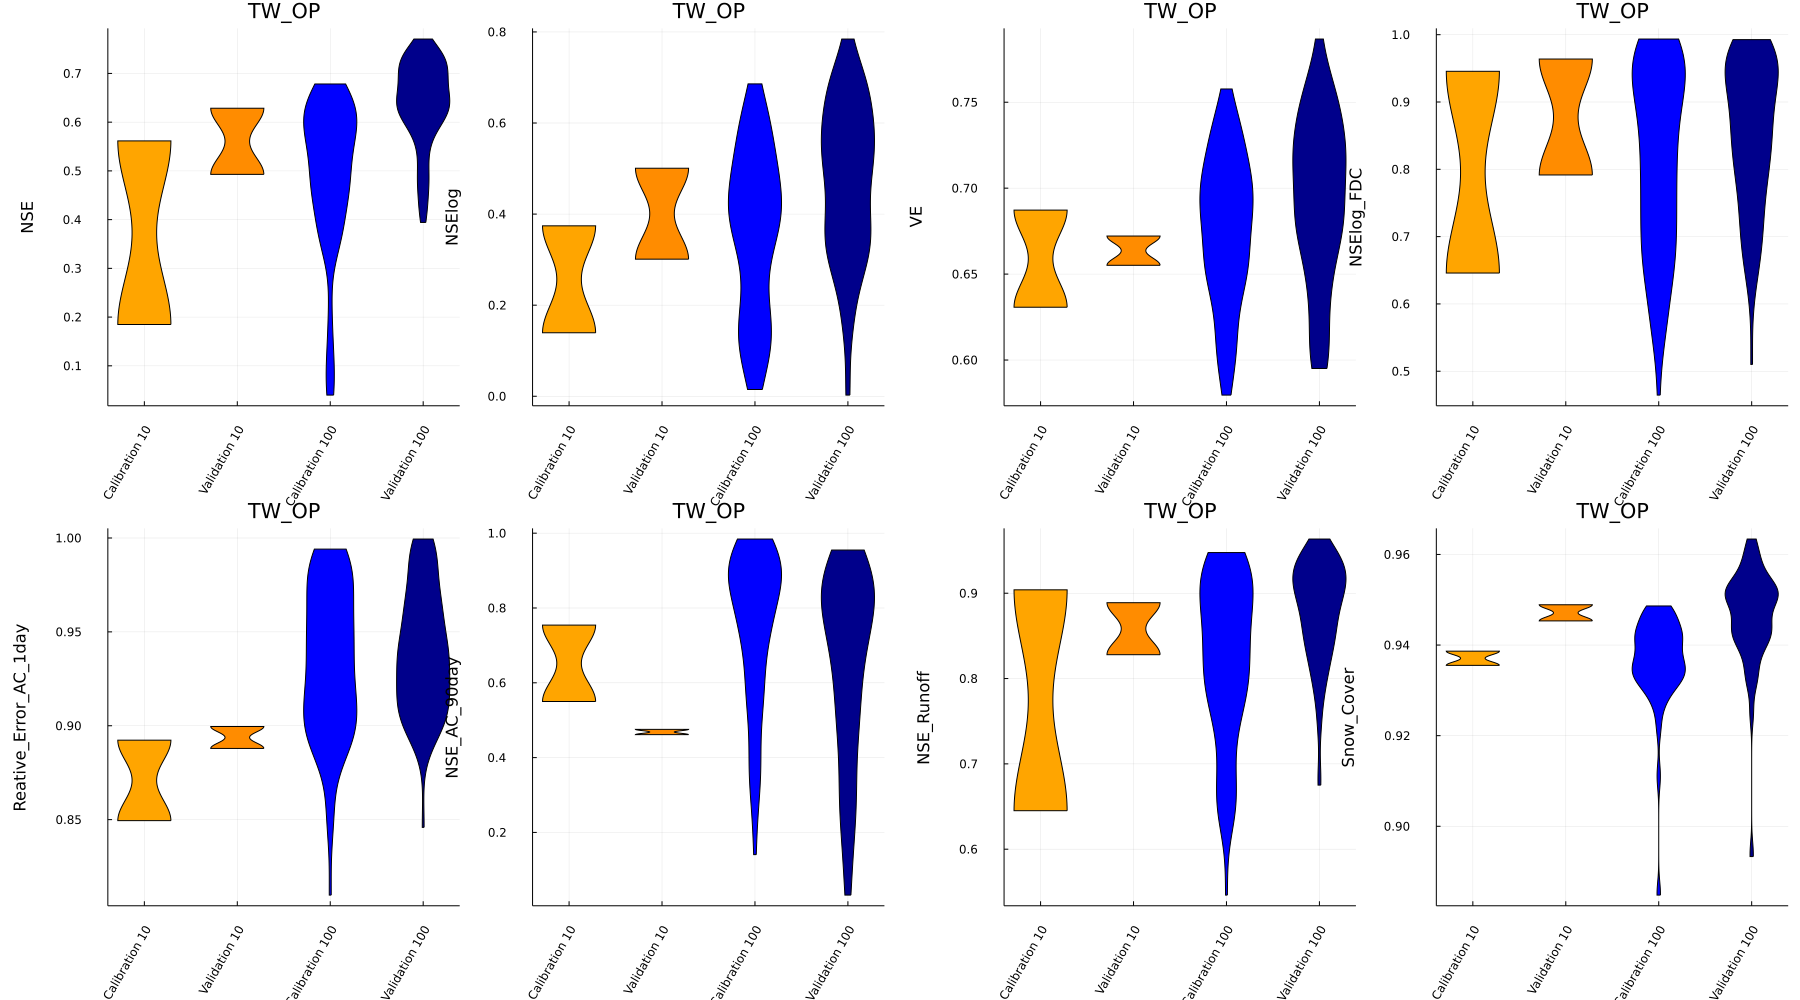 TW_OP
NSE
0.7
0.6
0.5
0.4
0.3
0.2
0.1
Calibration 10
Validation 10
Calibration 100
Validation 100
TW_OP
NSElog
0.8
0.6
0.4
0.2
0.0
Calibration 10
Validation 10
Calibration 100
Validation 100
TW_OP
VE
0.75
0.70
0.65
0.60
Calibration 10
Validation 10
Calibration 100
Validation 100
TW_OP
NSElog_FDC
1.0
0.9
0.8
0.7
0.6
0.5
Calibration 10
Validation 10
Calibration 100
Validation 100
TW_OP
Reative_Error_AC_1day
1.00
0.95
0.90
0.85
Calibration 10
Validation 10
Calibration 100
Validation 100
TW_OP
NSE_AC_90day
1.0
0.8
0.6
0.4
0.2
Calibration 10
Validation 10
Calibration 100
Validation 100
TW_OP
NSE_Runoff
0.9
0.8
0.7
0.6
Calibration 10
Validation 10
Calibration 100
Validation 100
TW_OP
Snow_Cover
0.96
0.94
0.92
0.90
Calibration 10
Validation 10
Calibration 100
Validation 100